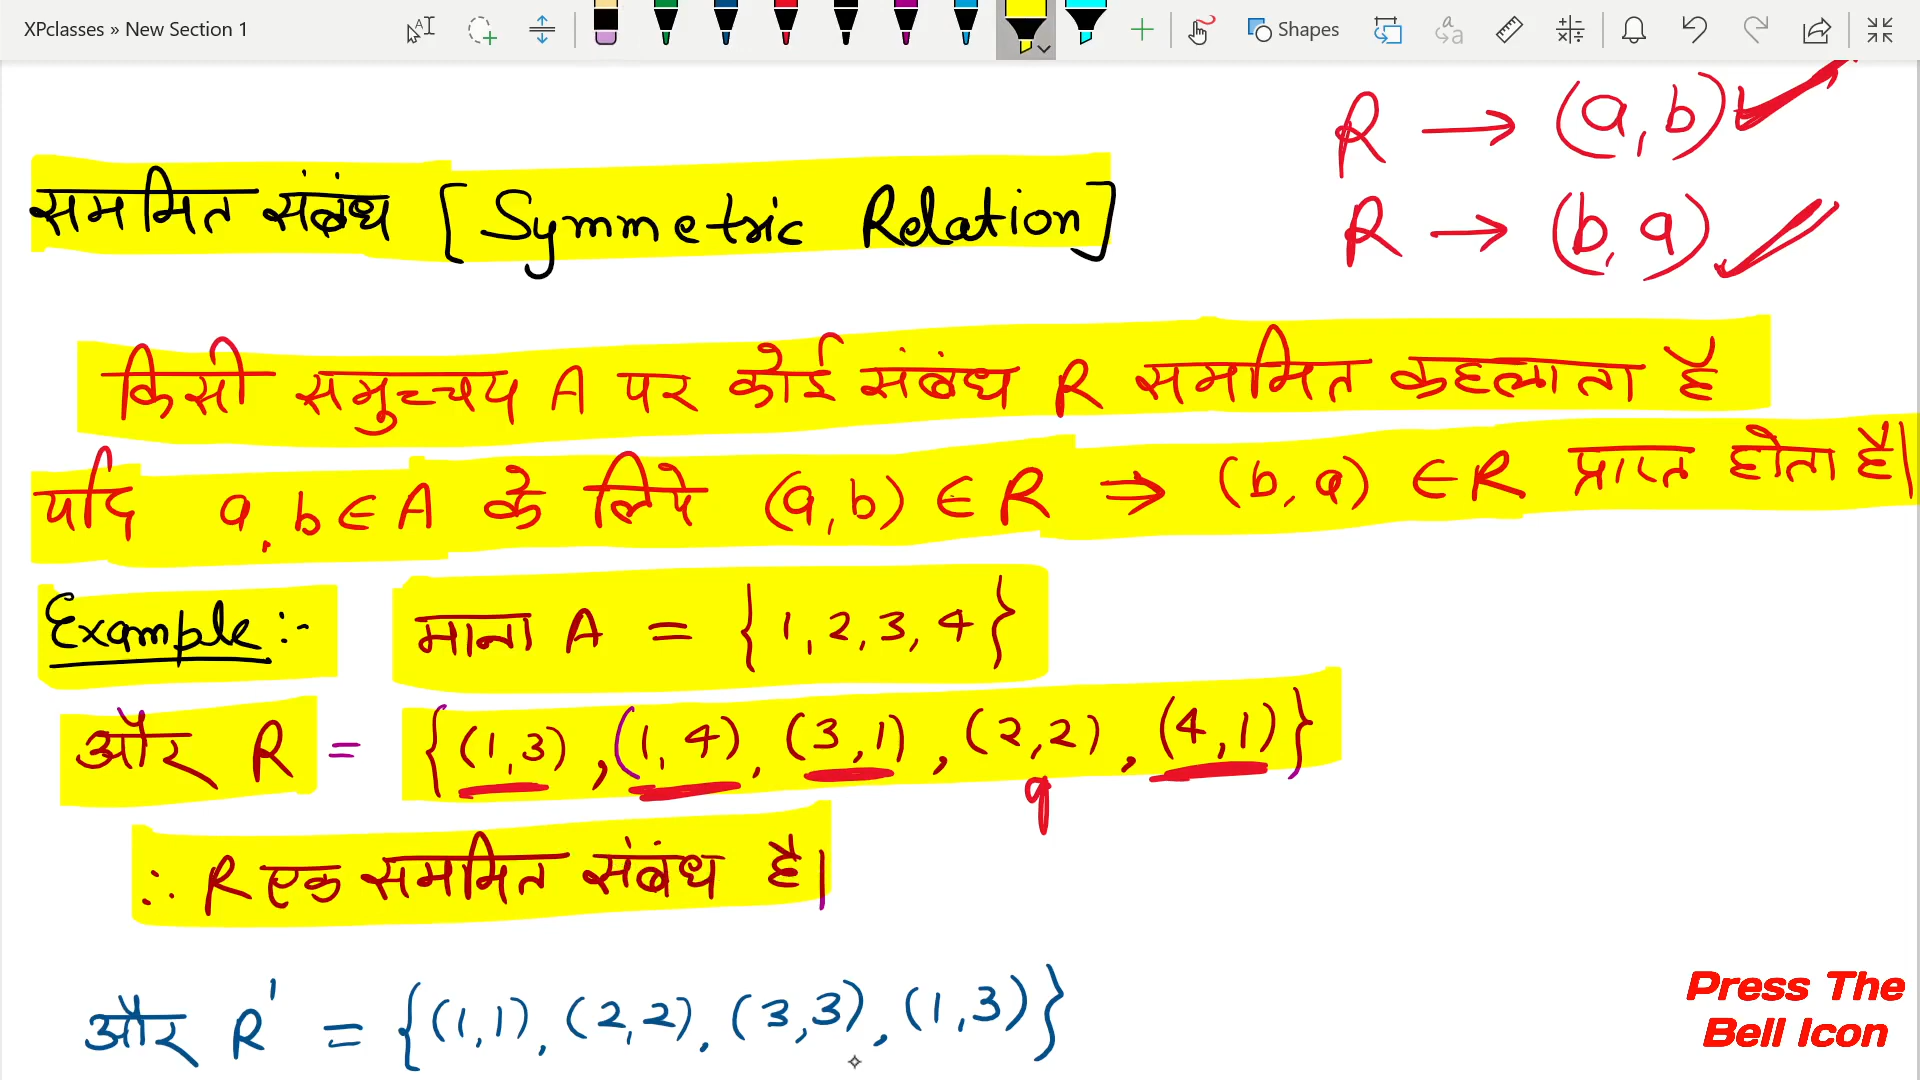 XPclasses » New Section 1
Shapes
R → (a, b)
R → (b, a)
सममित संबंध [Symmetric Relation]
किसी समुच्चय A पर कोई संबंध R सममित कहलाता है
यदि a, b ∈ A के लिये (a, b) ∈ R ⇒ (b, a) ∈ R प्राप्त होता है।
Example :-
माना A = {1, 2, 3, 4}
और R = {(1,3), (1,4), (3,1), (2,2), (4,1)}
∴ R एक सममित संबंध है।
और R' = {(1,1), (2,2), (3,3), (1,3)}
Press The
Bell Icon